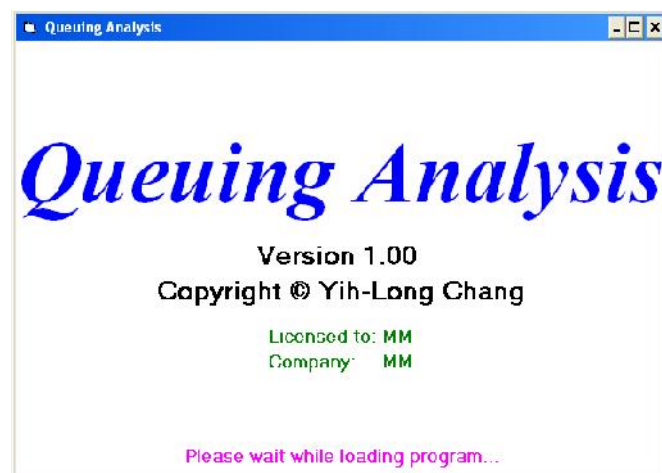 Queuing Analysis
Queuing Analysis
Version 1.00
Copyright © Yih-Long Chang
Licensed to: MM
Company: MM
Please wait while loading program...